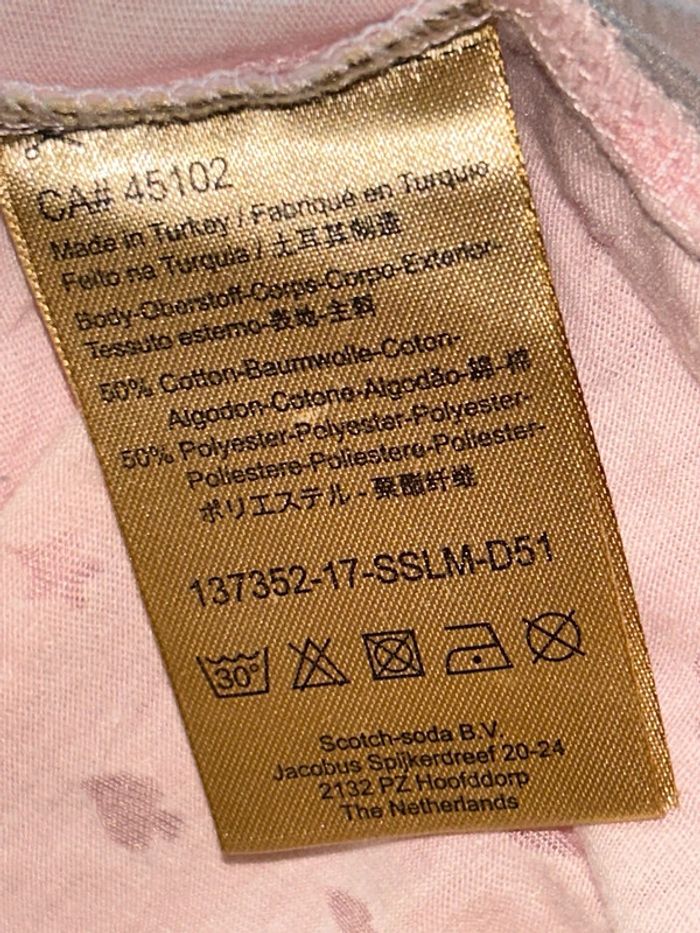 CA# 45102
Made in Turkey / Fabriqué en Turquie
Feito na Turquia / 土耳其制造
Body-Oberstoff-Corps-Corpo-Exterior-
Tessuto esterno-表地-主料
50% Cotton-Baumwolle-Coton-
Algodon-Cotone-Algodão-綿-棉
50% Polyester-Polyester-Polyester-
Poliestere-Poliestere-Poliester-
ポリエステル - 聚酯纤维
137352-17-SSLM-D51
30°
Scotch-soda B.V.
Jacobus Spijkerdreef 20-24
2132 PZ Hoofddorp
The Netherlands